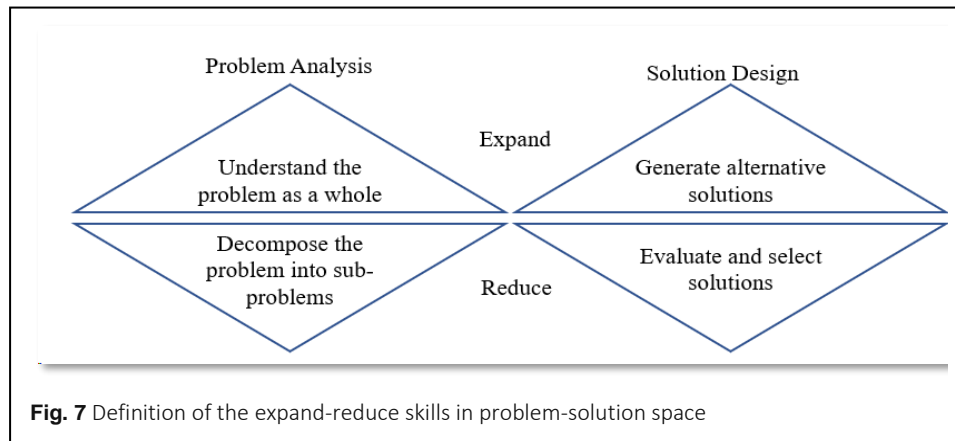 Problem Analysis
Solution Design
Expand
Understand the
problem as a whole
Generate alternative
solutions
Decompose the
problem into sub-
problems
Evaluate and select
solutions
Reduce
Fig. 7 Definition of the expand-reduce skills in problem-solution space